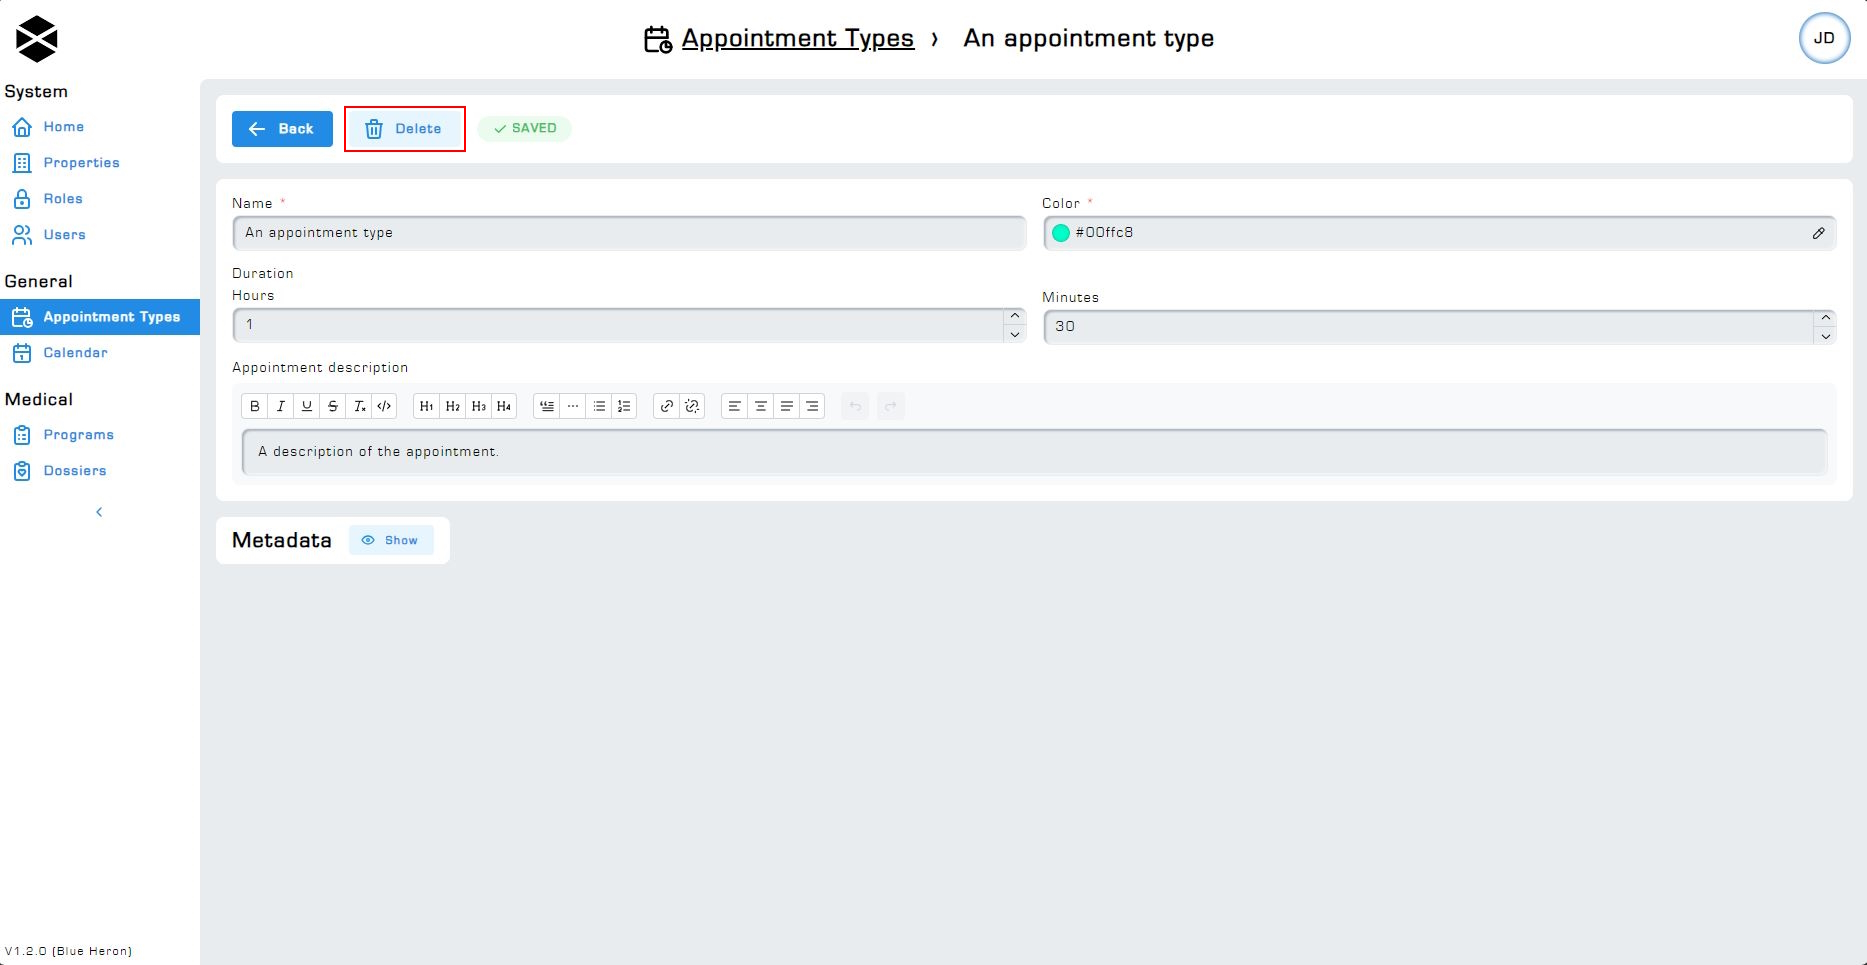 Appointment Types › An appointment type
JD
System
Home
Properties
Roles
Users
General
Appointment Types
Calendar
Medical
Programs
Dossiers
V1.2.0 (Blue Heron)
Back
Delete
SAVED
Name *
An appointment type
Color *
#00ffc8
Duration
Hours
1
Minutes
30
Appointment description
B I U S Tx </> H1 H2 H3 H4
A description of the appointment.
Metadata
Show